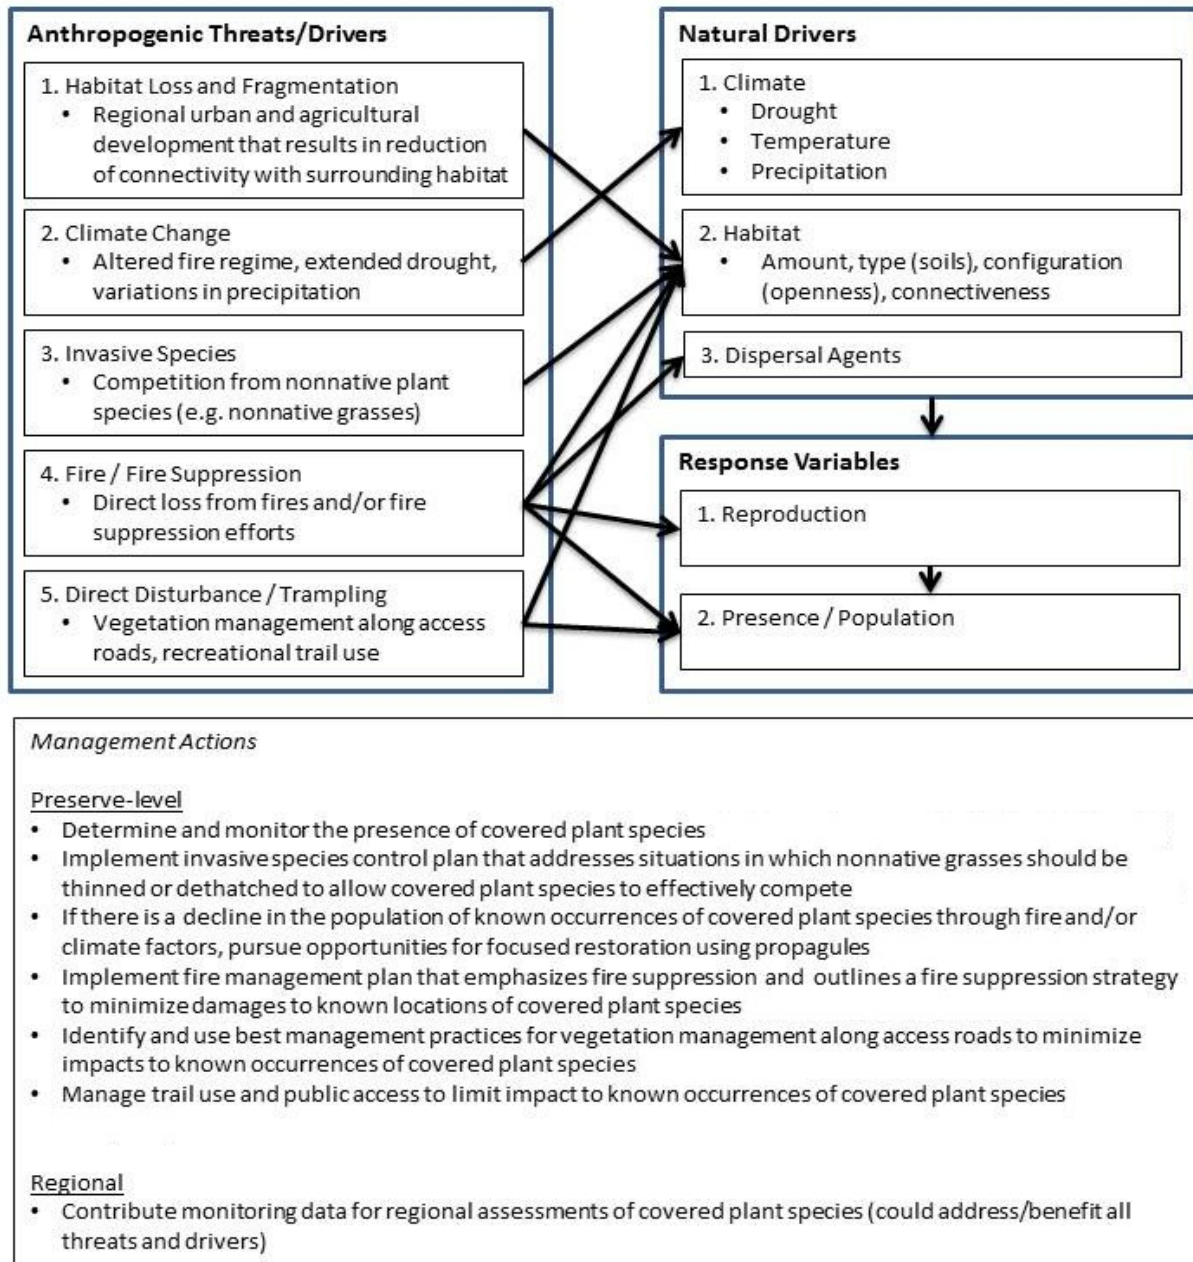 Anthropogenic Threats/Drivers
1. Habitat Loss and Fragmentation
• Regional urban and agricultural
development that results in reduction
of connectivity with surrounding habitat
2. Climate Change
• Altered fire regime, extended drought,
variations in precipitation
3. Invasive Species
• Competition from nonnative plant
species (e.g. nonnative grasses)
4. Fire / Fire Suppression
• Direct loss from fires and/or fire
suppression efforts
5. Direct Disturbance / Trampling
• Vegetation management along access
roads, recreational trail use
Natural Drivers
1. Climate
• Drought
• Temperature
• Precipitation
2. Habitat
• Amount, type (soils), configuration
(openness), connectiveness
3. Dispersal Agents
Response Variables
1. Reproduction
2. Presence / Population
Management Actions
Preserve-level
• Determine and monitor the presence of covered plant species
• Implement invasive species control plan that addresses situations in which nonnative grasses should be
thinned or dethatched to allow covered plant species to effectively compete
• If there is a decline in the population of known occurrences of covered plant species through fire and/or
climate factors, pursue opportunities for focused restoration using propagules
• Implement fire management plan that emphasizes fire suppression and outlines a fire suppression strategy
to minimize damages to known locations of covered plant species
• Identify and use best management practices for vegetation management along access roads to minimize
impacts to known occurrences of covered plant species
• Manage trail use and public access to limit impact to known occurrences of covered plant species
Regional
• Contribute monitoring data for regional assessments of covered plant species (could address/benefit all
threats and drivers)